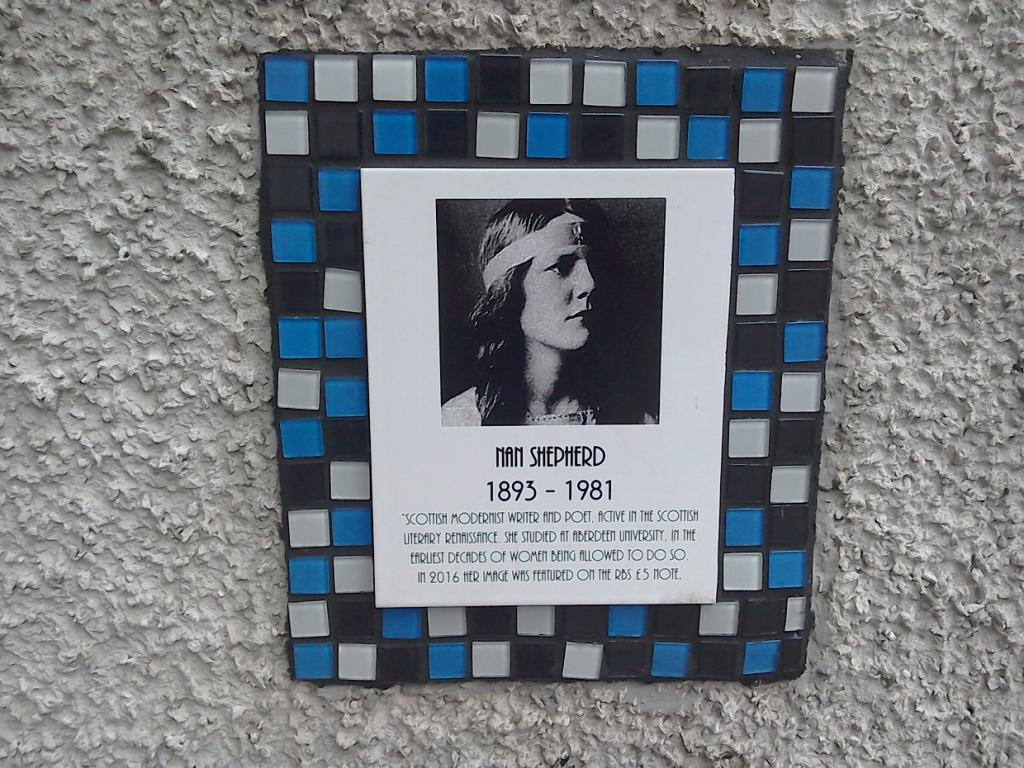 NAN SHEPHERD
1893 - 1981
"SCOTTISH MODERNIST WRITER AND POET, ACTIVE IN THE SCOTTISH
LITERARY RENAISSANCE. SHE STUDIED AT ABERDEEN UNIVERSITY, IN THE
EARLIEST DECADES OF WOMEN BEING ALLOWED TO DO SO.
IN 2016 HER IMAGE WAS FEATURED ON THE RBS £5 NOTE.